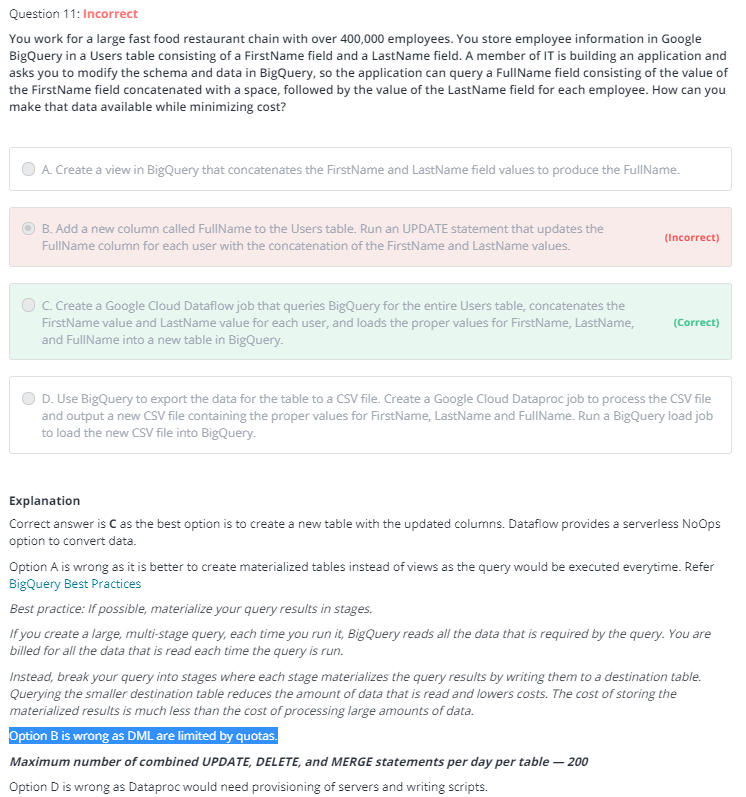 Question 11: Incorrect
You work for a large fast food restaurant chain with over 400,000 employees. You store employee information in Google
BigQuery in a Users table consisting of a FirstName field and a LastName field. A member of IT is building an application and
asks you to modify the schema and data in BigQuery, so the application can query a FullName field consisting of the value of
the FirstName field concatenated with a space, followed by the value of the LastName field for each employee. How can you
make that data available while minimizing cost?
A. Create a view in BigQuery that concatenates the FirstName and LastName field values to produce the FullName.
B. Add a new column called FullName to the Users table. Run an UPDATE statement that updates the
FullName column for each user with the concatenation of the FirstName and LastName values.
(Incorrect)
C. Create a Google Cloud Dataflow job that queries BigQuery for the entire Users table, concatenates the
FirstName value and LastName value for each user, and loads the proper values for FirstName, LastName,
and FullName into a new table in BigQuery.
(Correct)
D. Use BigQuery to export the data for the table to a CSV file. Create a Google Cloud Dataproc job to process the CSV file
and output a new CSV file containing the proper values for FirstName, LastName and FullName. Run a BigQuery load job
to load the new CSV file into BigQuery.
Explanation
Correct answer is C as the best option is to create a new table with the updated columns. Dataflow provides a serverless NoOps
option to convert data.
Option A is wrong as it is better to create materialized tables instead of views as the query would be executed everytime. Refer
BigQuery Best Practices
Best practice: If possible, materialize your query results in stages.
If you create a large, multi-stage query, each time you run it, BigQuery reads all the data that is required by the query. You are
billed for all the data that is read each time the query is run.
Instead, break your query into stages where each stage materializes the query results by writing them to a destination table.
Querying the smaller destination table reduces the amount of data that is read and lowers costs. The cost of storing the
materialized results is much less than the cost of processing large amounts of data.
Option B is wrong as DML are limited by quotas.
Maximum number of combined UPDATE, DELETE, and MERGE statements per day per table — 200
Option D is wrong as Dataproc would need provisioning of servers and writing scripts.